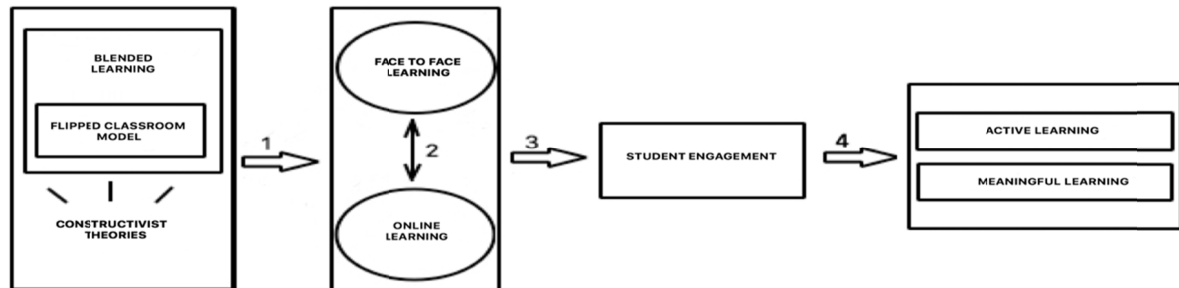 BLENDED
LEARNING
FLIPPED CLASSROOM
MODEL
CONSTRUCTIVIST
THEORIES
1
FACE TO FACE
LEARNING
2
ONLINE
LEARNING
3
STUDENT ENGAGEMENT
4
ACTIVE LEARNING
MEANINGFUL LEARNING